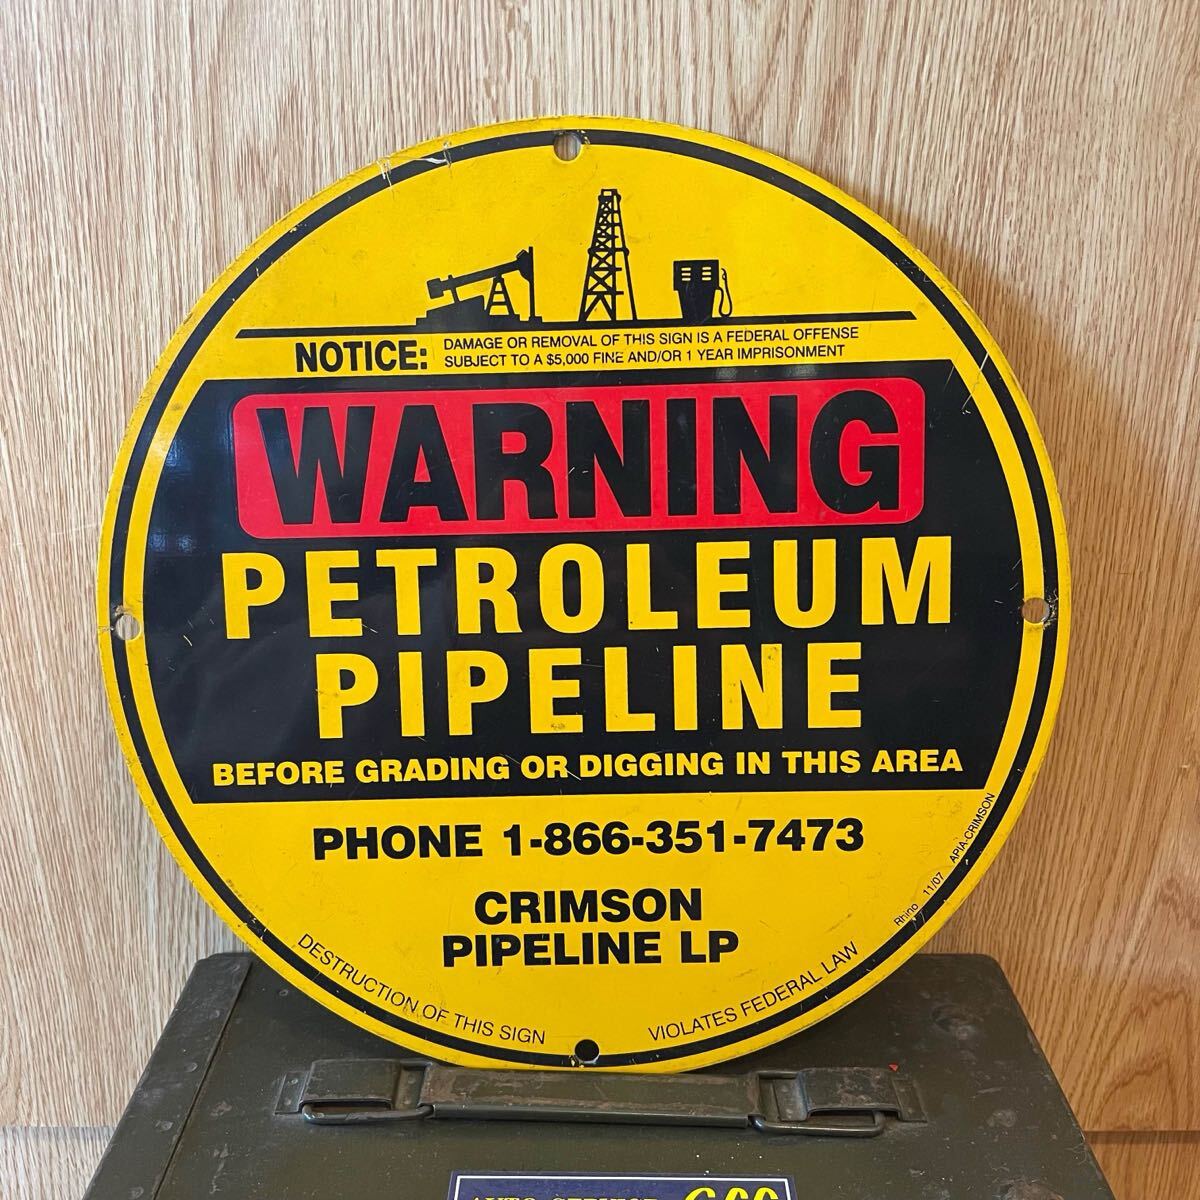 NOTICE: DAMAGE OR REMOVAL OF THIS SIGN IS A FEDERAL OFFENSE
SUBJECT TO A $5,000 FINE AND/OR 1 YEAR IMPRISONMENT
WARNING
PETROLEUM
PIPELINE
BEFORE GRADING OR DIGGING IN THIS AREA
PHONE 1-866-351-7473
CRIMSON
PIPELINE LP
DESTRUCTION OF THIS SIGN VIOLATES FEDERAL LAW
Rhino 11/07 APIA-CRIMSON
AUTO SERVICE